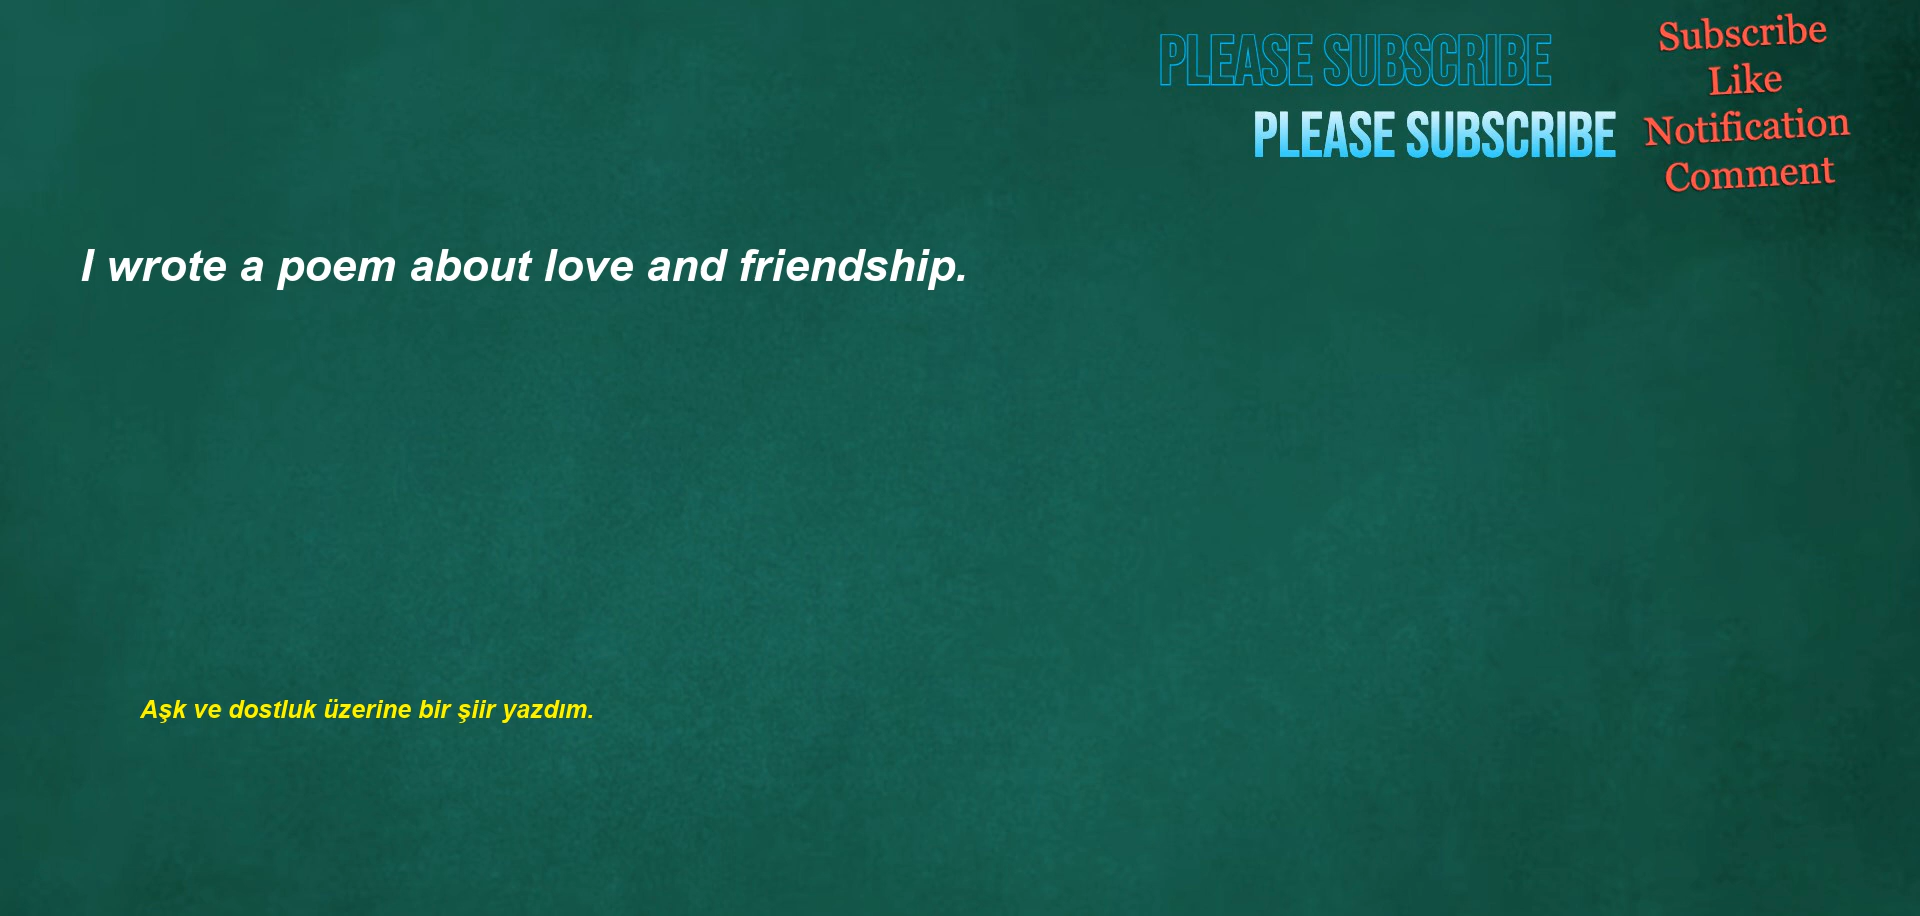 PLEASE SUBSCRIBE
PLEASE SUBSCRIBE
Subscribe
Like
Notification
Comment
I wrote a poem about love and friendship.
Aşk ve dostluk üzerine bir şiir yazdım.